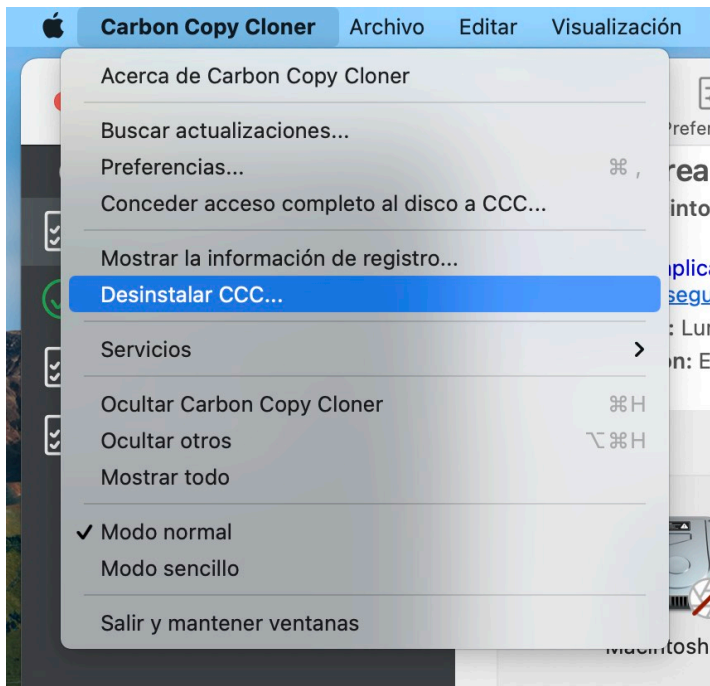 Carbon Copy Cloner Archivo Editar Visualización
Acerca de Carbon Copy Cloner
Buscar actualizaciones...
Preferencias... ⌘ ,
Conceder acceso completo al disco a CCC...
Mostrar la información de registro...
Desinstalar CCC...
Servicios
Ocultar Carbon Copy Cloner ⌘H
Ocultar otros ⌥⌘H
Mostrar todo
✓ Modo normal
Modo sencillo
Salir y mantener ventanas